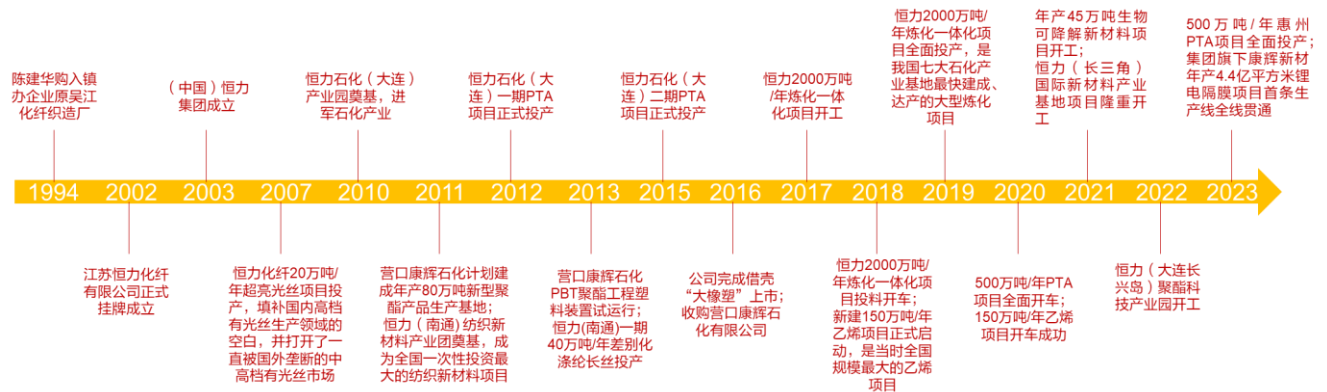 陈建华购入镇
办企业原吴江
化纤织造厂
（中国）恒力
集团成立
恒力石化（大连）
产业园奠基，进
军石化产业
恒力石化（大
连）一期PTA
项目正式投产
恒力石化（大
连）二期PTA
项目正式投产
恒力2000万吨
/年炼化一体
化项目开工
恒力2000万吨/
年炼化一体化项
目全面投产，是
我国七大石化产
业基地最快建成、
达产的大型炼化
项目
年产45万吨生物
可降解新材料项
目开工；
恒力（长三角）
国际新材料产业
基地项目隆重开
工
500万吨/年惠州
PTA项目全面投产；
集团旗下康辉新材
年产4.4亿平方米锂
电隔膜项目首条生
产线全线贯通
1994 2002 2003 2007 2010 2011 2012 2013 2015 2016 2017 2018 2019 2020 2021 2022 2023
江苏恒力化纤
有限公司正式
挂牌成立
恒力化纤20万吨/
年超亮光丝项目投
产，填补国内高档
有光丝生产领域的
空白，并打开了一
直被国外垄断的中
高档有光丝市场
营口康辉石化计划建
成年产80万吨新型聚
酯产品生产基地；
恒力（南通）纺织新
材料产业团奠基，成
为全国一次性投资最
大的纺织新材料项目
营口康辉石化
PBT聚酯工程塑
料装置试运行；
恒力(南通)一期
40万吨/年差别化
涤纶长丝投产
公司完成借壳
“大橡塑”上市；
收购营口康辉石
化有限公司
恒力2000万吨/
年炼化一体化项
目投料开车；
新建150万吨/年
乙烯项目正式启
动，是当时全国
规模最大的乙烯
项目
500万吨/年PTA
项目全面开车；
150万吨/年乙烯
项目开车成功
恒力（大连长
兴岛）聚酯科
技产业园开工